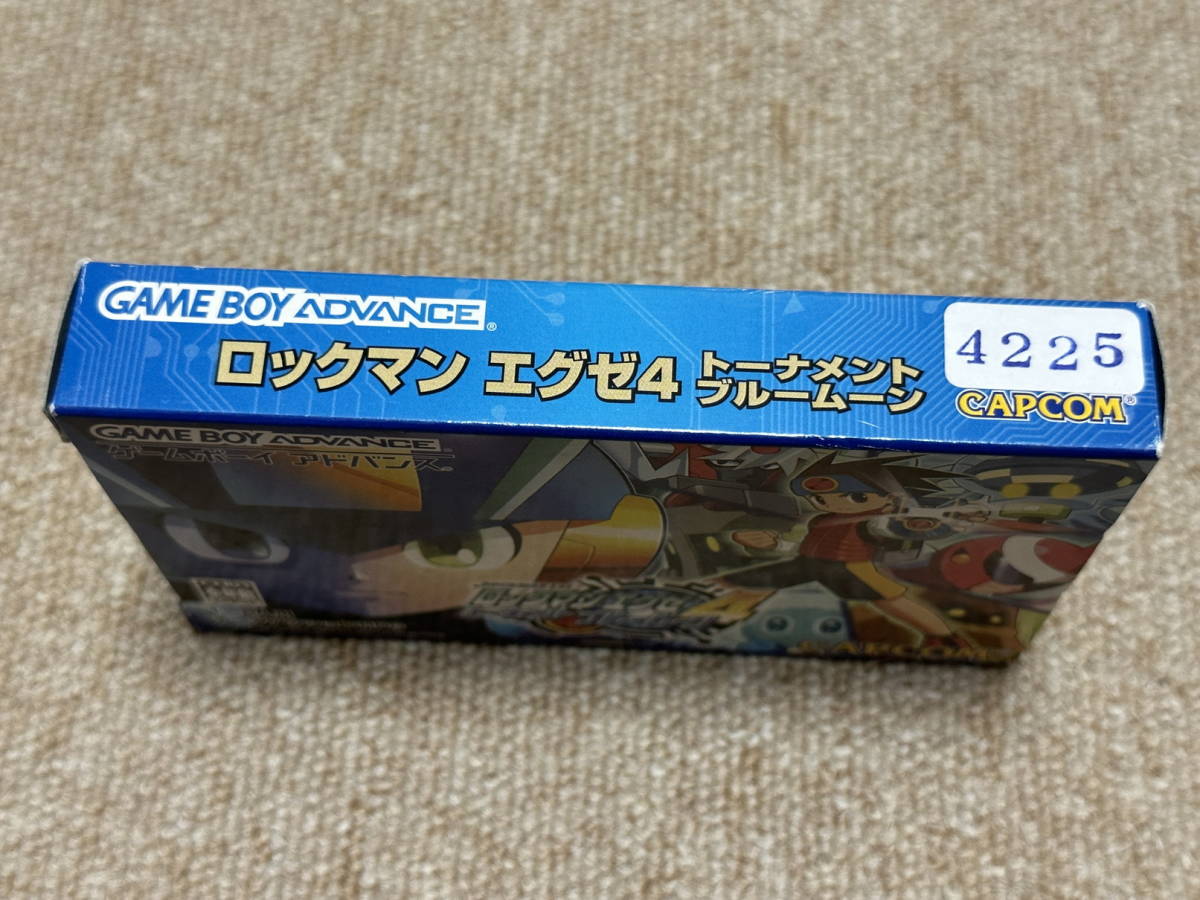 GAME BOY ADVANCE®
ロックマン エグゼ4 トーナメント
ブルームーン
4225
CAPCOM®
GAME BOY ADVANCE
ゲームボーイ アドバンス®
CAPCOM